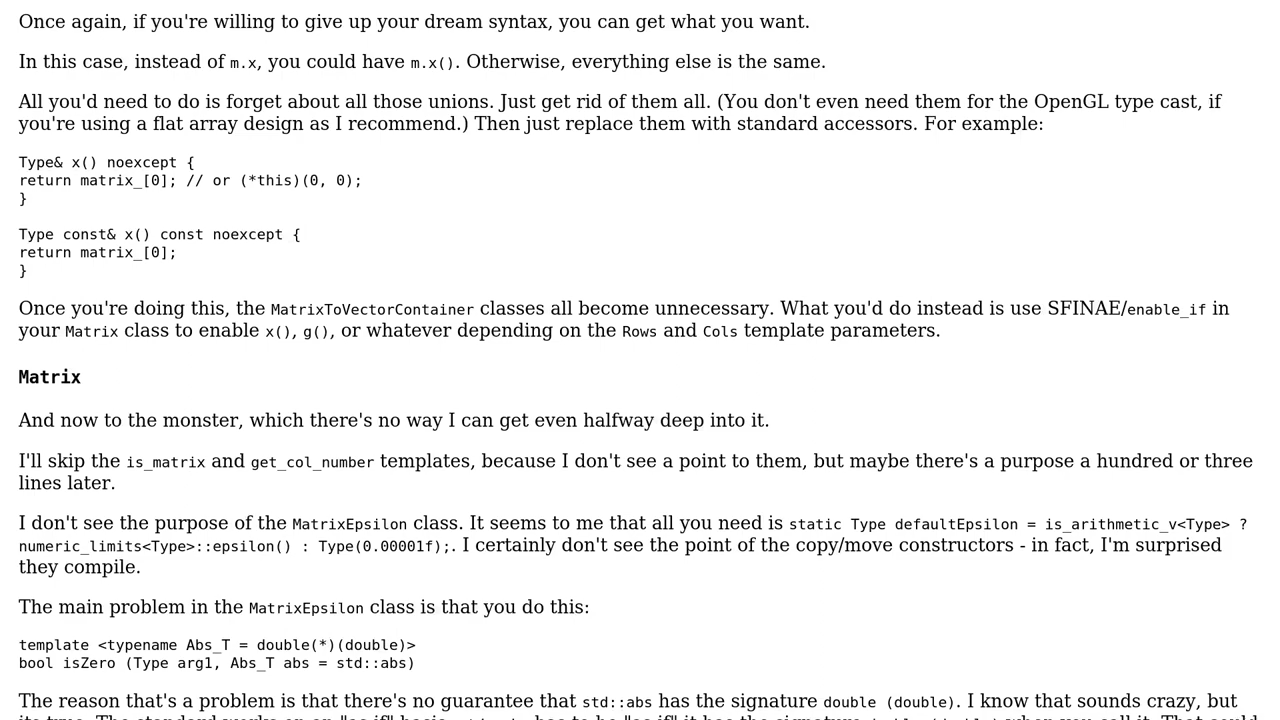 Once again, if you're willing to give up your dream syntax, you can get what you want.
In this case, instead of m.x, you could have m.x(). Otherwise, everything else is the same.
All you'd need to do is forget about all those unions. Just get rid of them all. (You don't even need them for the OpenGL type cast, if
you're using a flat array design as I recommend.) Then just replace them with standard accessors. For example:
Type& x() noexcept {
return matrix_[0]; // or (*this)(0, 0);
}
Type const& x() const noexcept {
return matrix_[0];
}
Once you're doing this, the MatrixToVectorContainer classes all become unnecessary. What you'd do instead is use SFINAE/enable_if in
your Matrix class to enable x(), g(), or whatever depending on the Rows and Cols template parameters.
Matrix
And now to the monster, which there's no way I can get even halfway deep into it.
I'll skip the is_matrix and get_col_number templates, because I don't see a point to them, but maybe there's a purpose a hundred or three
lines later.
I don't see the purpose of the MatrixEpsilon class. It seems to me that all you need is static Type defaultEpsilon = is_arithmetic_v<Type> ?
numeric_limits<Type>::epsilon() : Type(0.00001f);. I certainly don't see the point of the copy/move constructors - in fact, I'm surprised
they compile.
The main problem in the MatrixEpsilon class is that you do this:
template <typename Abs_T = double(*)(double)>
bool isZero (Type arg1, Abs_T abs = std::abs)
The reason that's a problem is that there's no guarantee that std::abs has the signature double (double). I know that sounds crazy, but